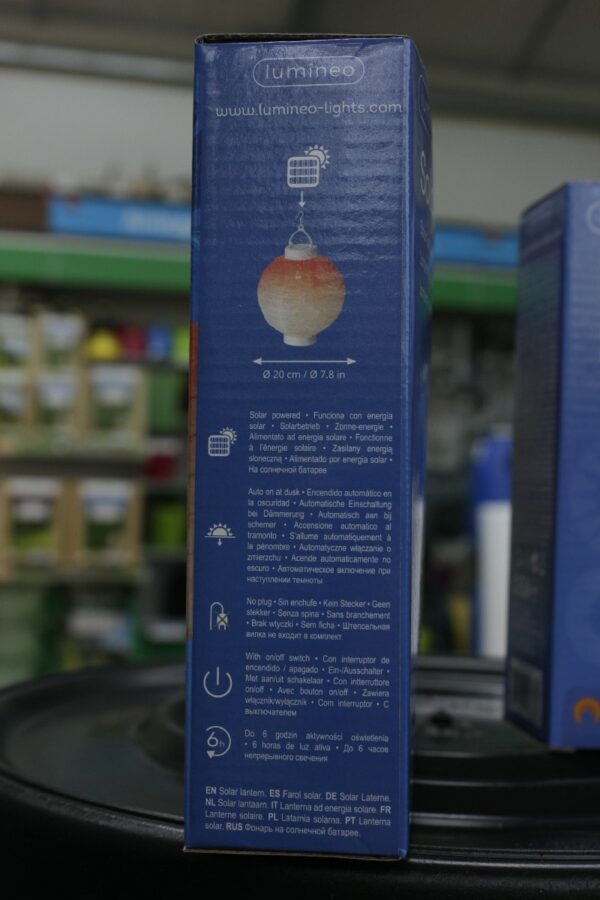 lumineo
www.lumineo-lights.com
Ø 20 cm / Ø 7.8 in
Solar powered • Funciona con energia
solar • Solarbetrieb • Zonne-energie •
Alimentato ad energia solare • Fonctionne
à l'énergie solaire • Zasilany energią
słoneczną • Alimentado por energia solar •
На солнечной батарее
Auto on at dusk • Encendido automático en
la oscuridad • Automatische Einschaltung
bei Dämmerung • Automatisch aan bij
schemer • Accensione automatico al
tramonto • S'allume automatiquement à
la pénombre • Automatyczne włączanie o
zmierzchu • Acende automaticamente no
escuro • Автоматическое включение при
наступлении темноты
No plug • Sin enchufe • Kein Stecker • Geen
stekker • Senza spina • Sans branchement
• Brak wtyczki • Sem ficha • Штепсельная
вилка не входит в комплект
With on/off switch • Con interruptor de
encendido / apagado • Ein-/Ausschalter •
Met aan/uit schakelaar • Con interruttore
on/off • Avec bouton on/off • Zawiera
włącznik/wyłącznik • Com interruptor • С
выключателем
6h
Do 6 godzin aktywności oświetlenia
• 6 horas de luz ativa • До 6 часов
непрерывного свечения
EN Solar lantern. ES Farol solar. DE Solar Laterne.
NL Solar lantaarn. IT Lanterna ad energia solare. FR
Lanterne solaire. PL Latarnia solarna. PT Lanterna
solar. RUS Фонарь на солнечной батарее.